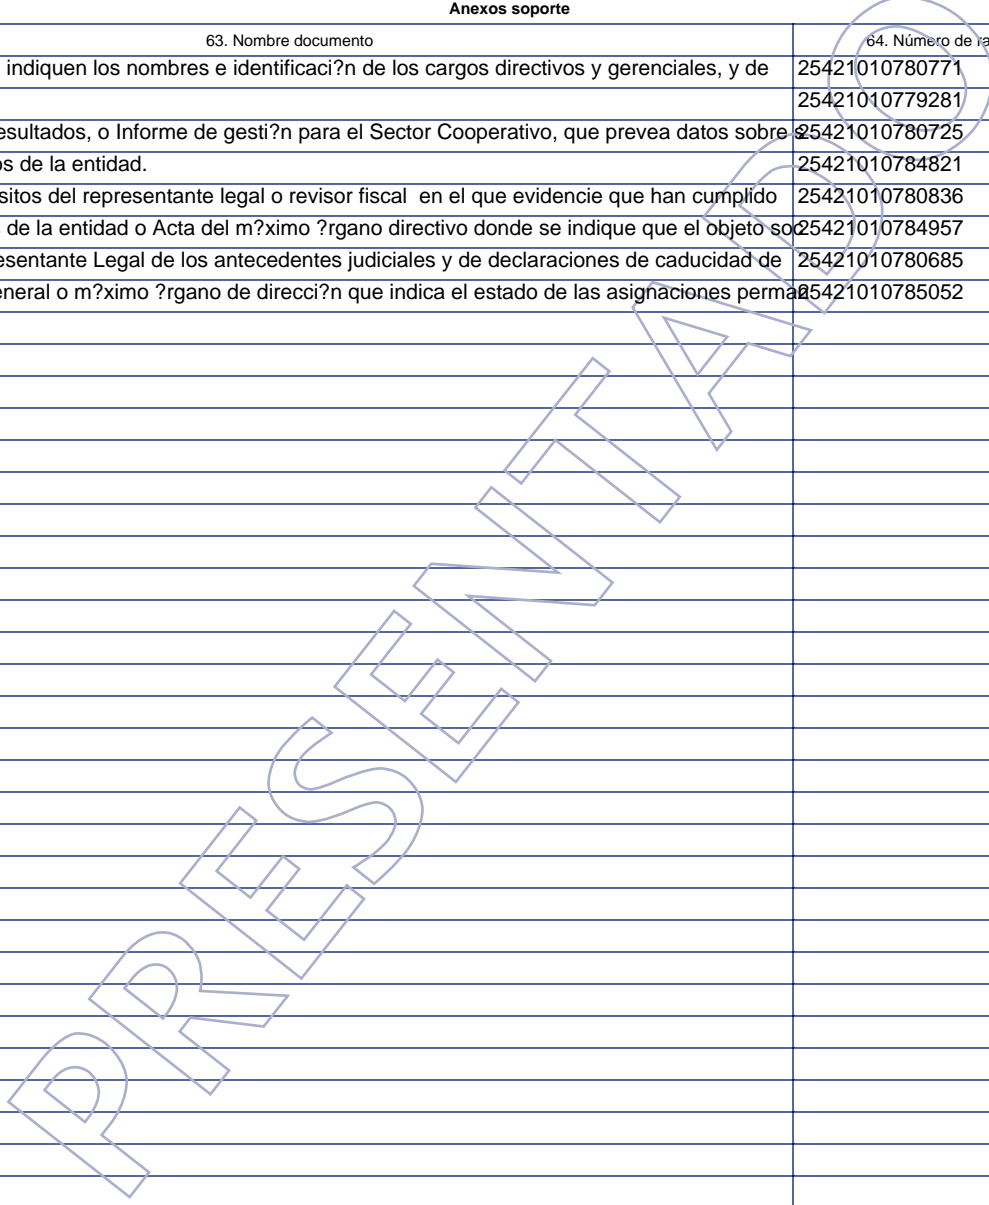 Anexos soporte
63. Nombre documento 64. Número de ra
indiquen los nombres e identificaci?n de los cargos directivos y gerenciales, y de 25421010780771
25421010779281
esultados, o Informe de gesti?n para el Sector Cooperativo, que prevea datos sobre s 25421010780725
os de la entidad. 25421010784821
sitos del representante legal o revisor fiscal en el que evidencie que han cumplido 25421010780836
de la entidad o Acta del m?ximo ?rgano directivo donde se indique que el objeto soc 25421010784957
esentante Legal de los antecedentes judiciales y de declaraciones de caducidad de 25421010780685
eneral o m?ximo ?rgano de direcci?n que indica el estado de las asignaciones perman 25421010785052
PRESENTADO